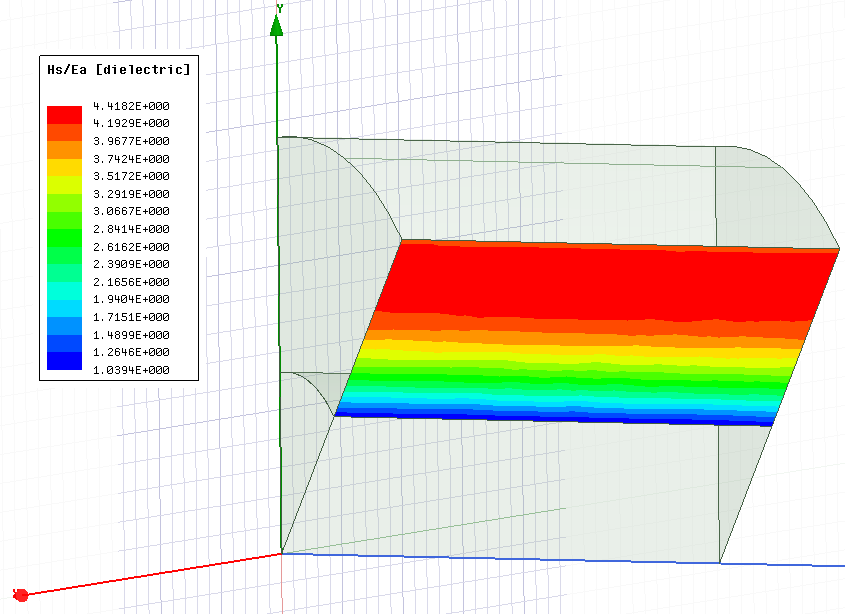 Y
Hs/Ea [dielectric]
4.4182E+000
4.1929E+000
3.9677E+000
3.7424E+000
3.5172E+000
3.2919E+000
3.0667E+000
2.8414E+000
2.6162E+000
2.3909E+000
2.1656E+000
1.9404E+000
1.7151E+000
1.4899E+000
1.2646E+000
1.0394E+000